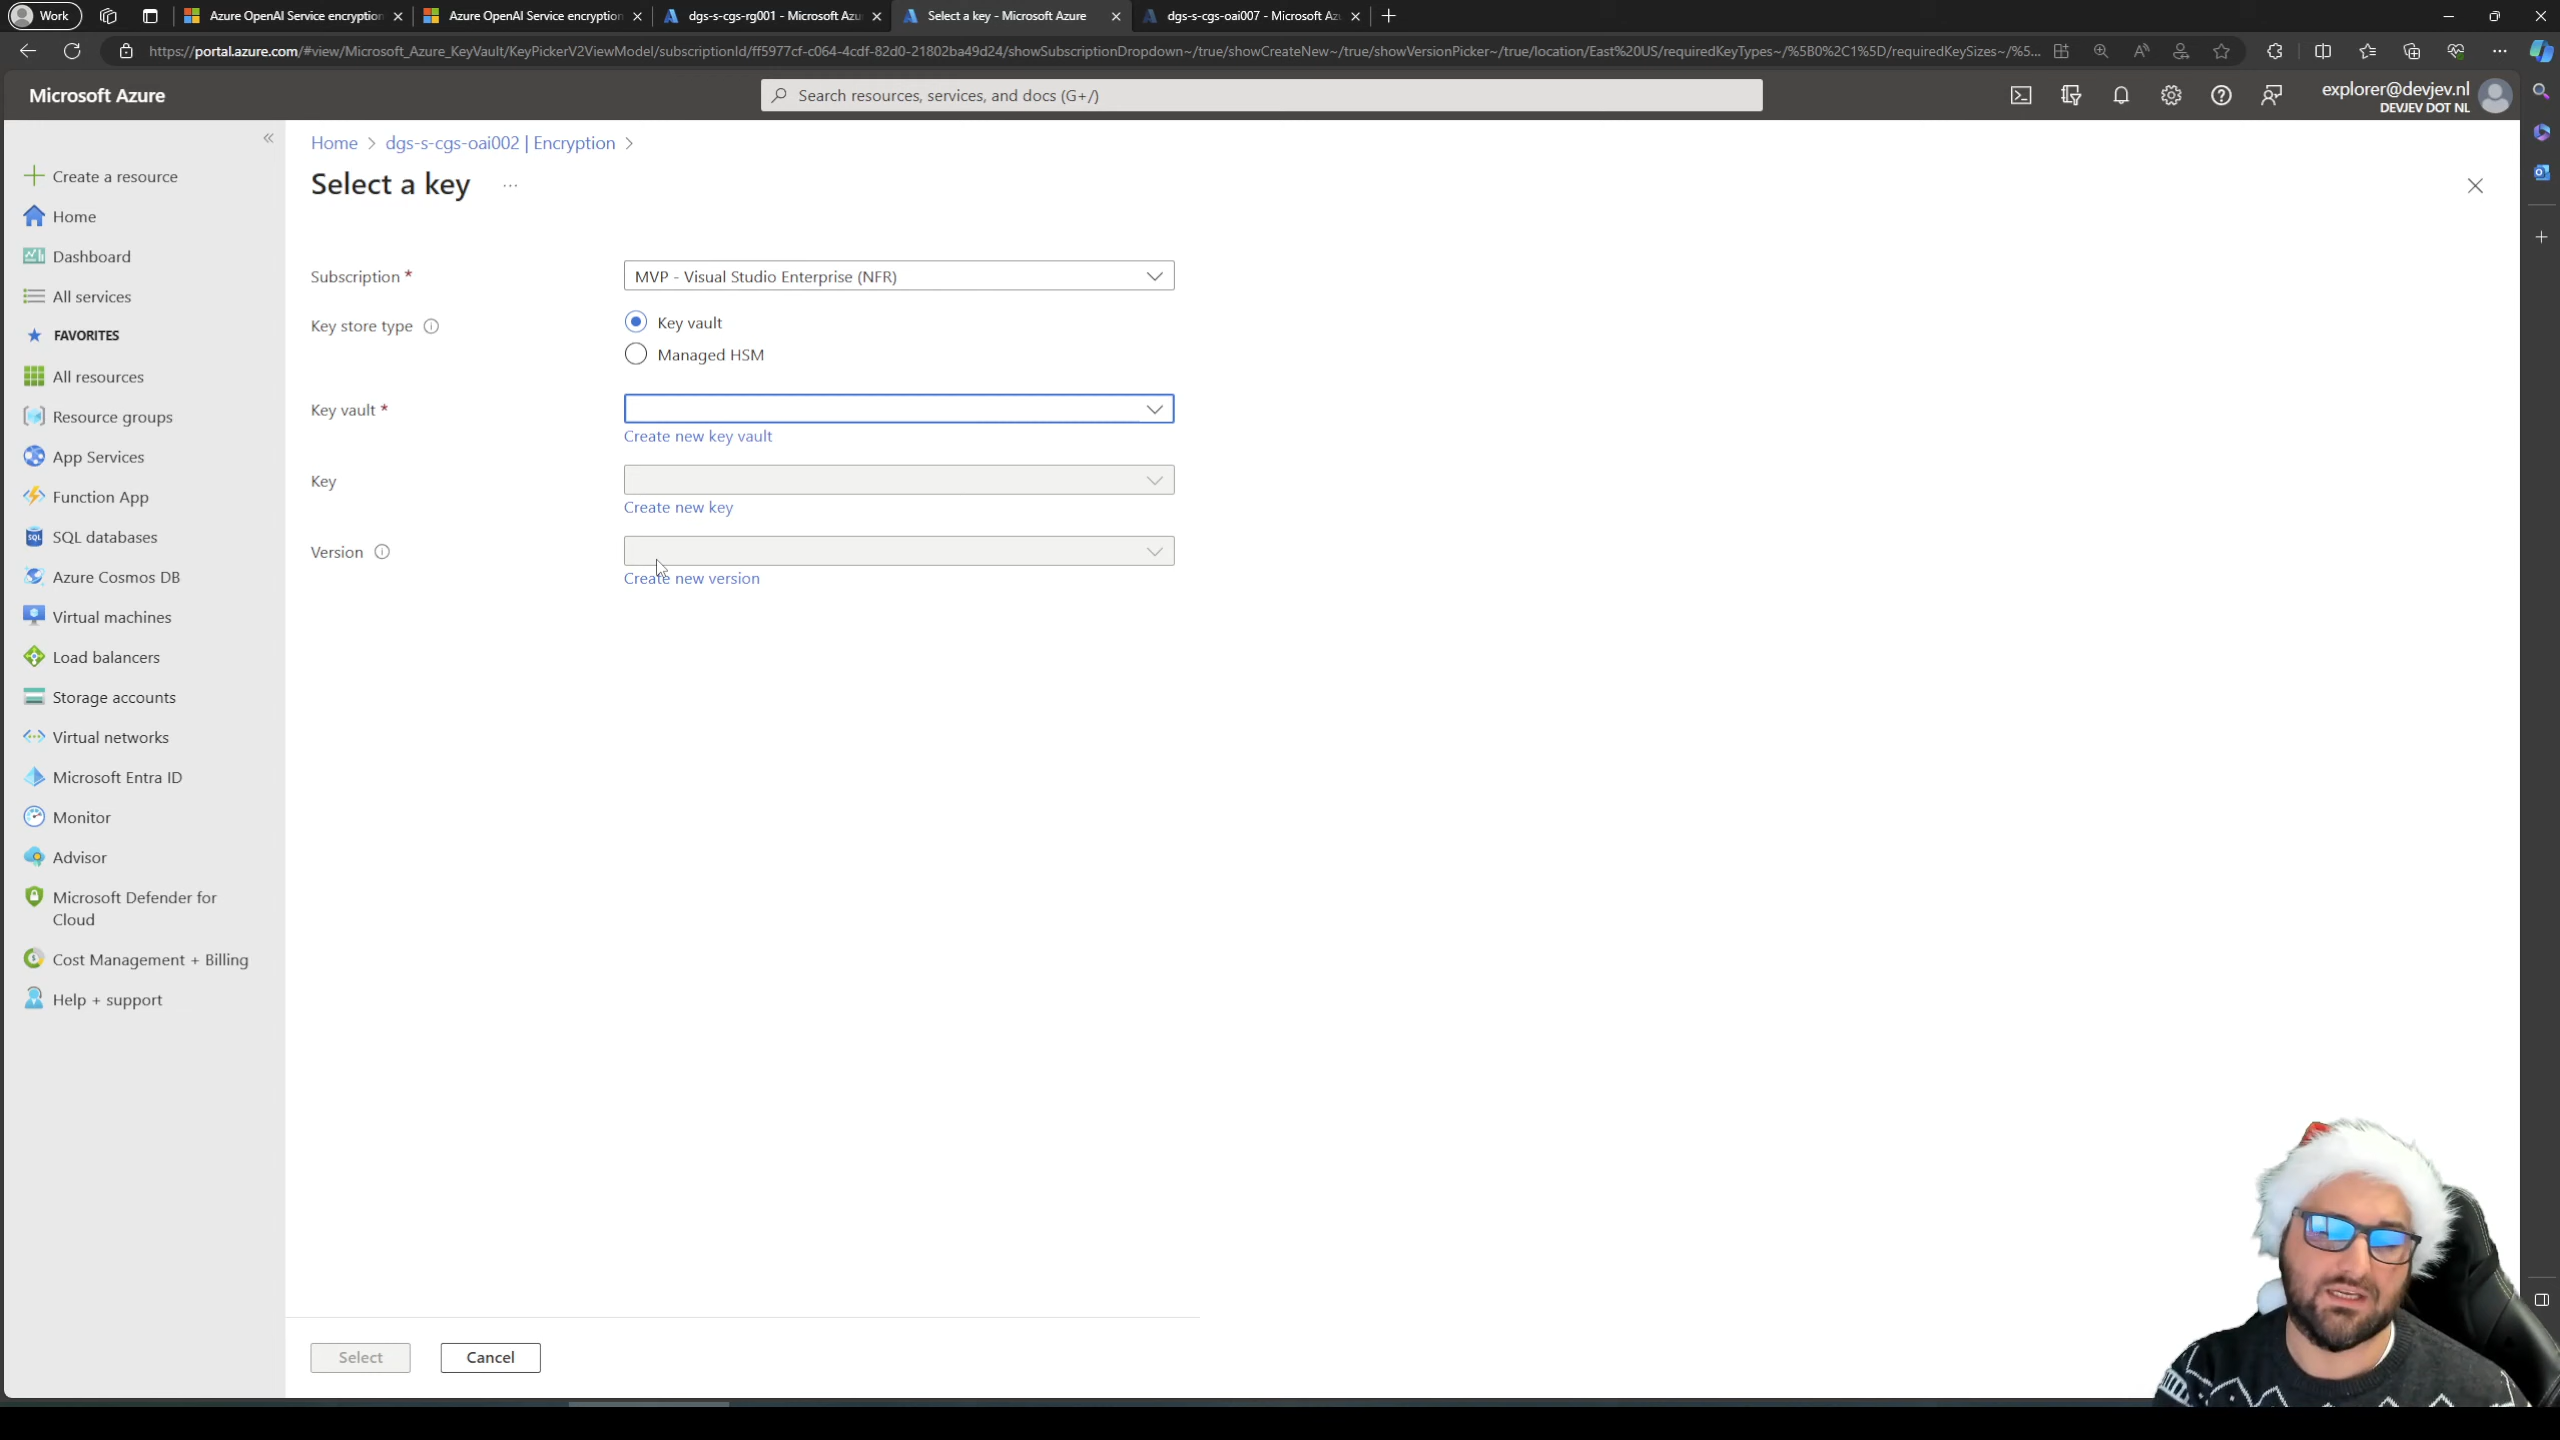 Work
Azure OpenAI Service encryption
Azure OpenAI Service encryption
dgs-s-cgs-rg001 - Microsoft Azu
Select a key - Microsoft Azure
dgs-s-cgs-oai007 - Microsoft Az
https://portal.azure.com/#view/Microsoft_Azure_KeyVault/KeyPickerV2ViewModel/subscriptionId/ff5977cf-c064-4cdf-82d0-21802ba49d24/showSubscriptionDropdown~/true/showCreateNew~/true/showVersionPicker~/true/location/East%20US/requiredKeyTypes~/%5B0%2C1%5D/requiredKeySizes~/%5...
Microsoft Azure
Search resources, services, and docs (G+/)
explorer@devjev.nl
DEVJEV DOT NL
Create a resource
Home
Dashboard
All services
FAVORITES
All resources
Resource groups
App Services
Function App
SQL databases
Azure Cosmos DB
Virtual machines
Load balancers
Storage accounts
Virtual networks
Microsoft Entra ID
Monitor
Advisor
Microsoft Defender for
Cloud
Cost Management + Billing
Help + support
Home > dgs-s-cgs-oai002 | Encryption >
Select a key ...
Subscription *
MVP - Visual Studio Enterprise (NFR)
Key store type
Key vault
Managed HSM
Key vault *
Create new key vault
Key
Create new key
Version
Create new version
Select
Cancel